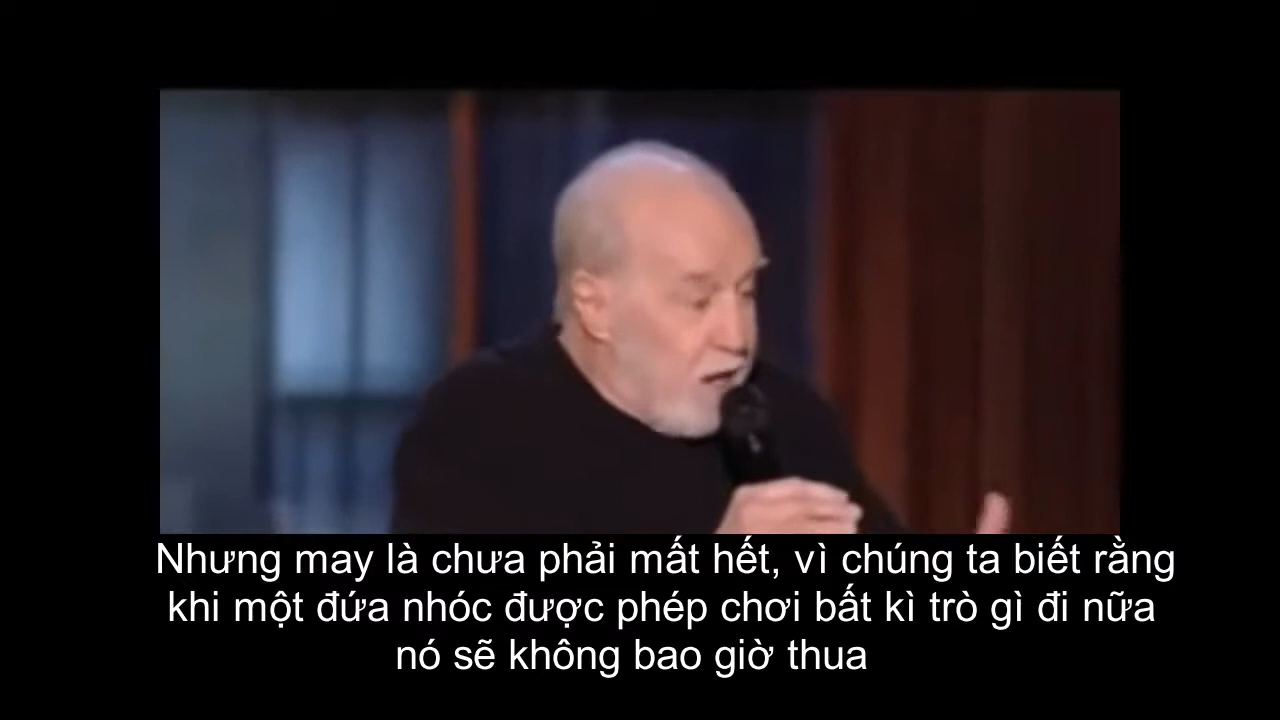 Nhưng may là chưa phải mất hết, vì chúng ta biết rằng
khi một đứa nhóc được phép chơi bất kì trò gì đi nữa
nó sẽ không bao giờ thua